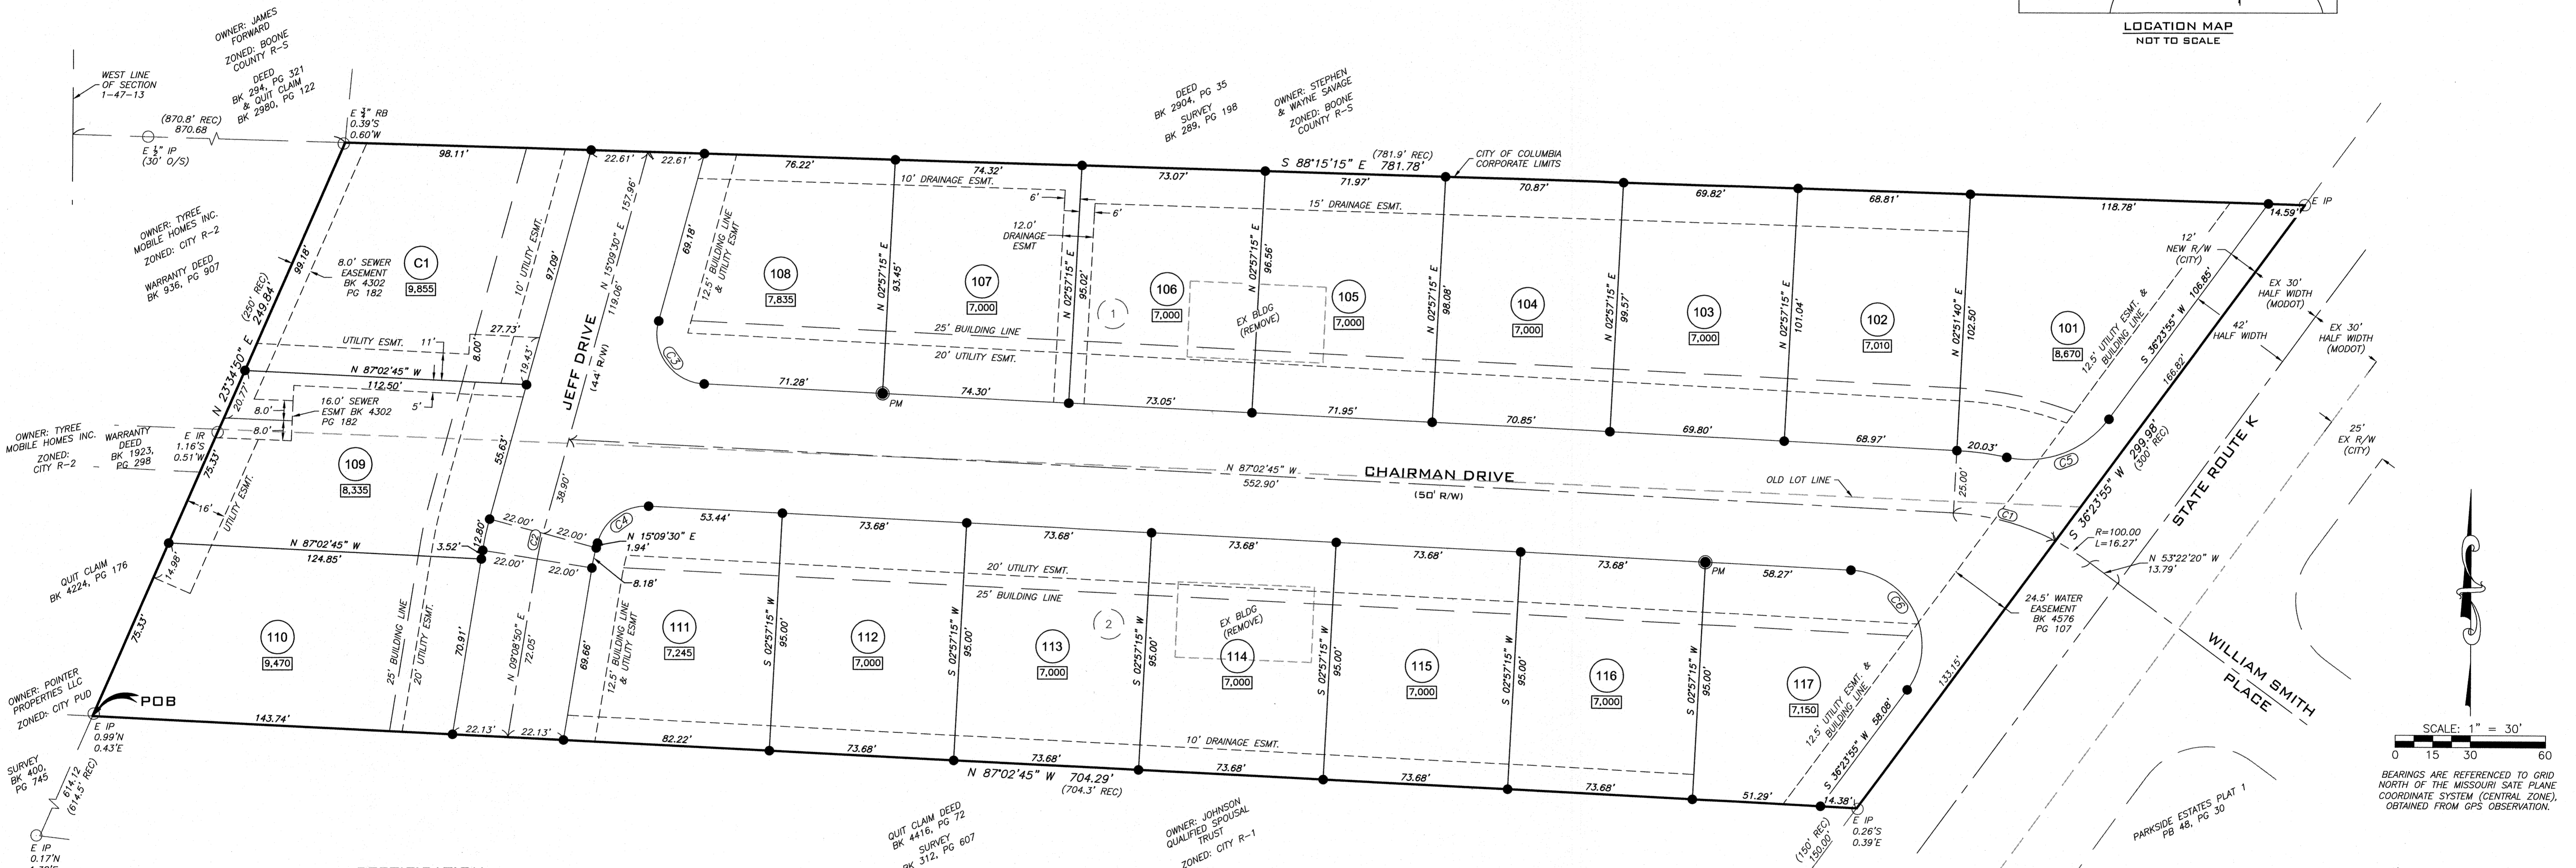 LOCATION MAP
NOT TO SCALE
OWNER: JAMES
FORWARD
ZONED: BOONE
COUNTY R-S
DEED
BK 294, PG 321
& QUIT CLAIM
BK 2980, PG 122
WEST LINE
OF SECTION
1-47-13
(870.8' REC)
870.68
E ½" IP
(30' O/S)
E ¾" RB
0.39'S
0.60'W
DEED
BK 2904, PG 35
SURVEY
BK 289, PG 198
OWNER: STEPHEN
& WAYNE SAVAGE
ZONED: BOONE
COUNTY R-S
98.11'
22.61'
22.61'
76.22'
74.32'
73.07'
(781.9' REC)
S 88°15'15" E 781.78'
71.97'
CITY OF COLUMBIA
CORPORATE LIMITS
70.87'
69.82'
68.81'
118.78'
14.59'
E IP
10' DRAINAGE ESMT.
6'
6'
12.0'
DRAINAGE
ESMT
15' DRAINAGE ESMT.
OWNER: TYREE
MOBILE HOMES INC.
ZONED: CITY R-2
WARRANTY DEED
BK 936, PG 907
99.18'
(250' REC)
249.84'
N 23°34'50" E
8.0' SEWER
EASEMENT
BK 4302
PG 182
C1
9,855
10' UTILITY ESMT.
97.09'
27.73'
8.00'
19.43'
UTILITY ESMT.
11'
N 87°02'45" W
112.50'
5'
16.0' SEWER
ESMT BK 4302
PG 182
20.77'
8.0'
8.0'
JEFF DRIVE
(44' R/W)
N 15°09'30" E 157.96'
119.06'
69.18'
12.5' BUILDING LINE
& UTILITY ESMT
C3
108
7,835
N 02°57'15" E
93.45'
107
7,000
N 02°57'15" E
95.02'
1
106
7,000
N 02°57'15" E
96.56'
EX BLDG
(REMOVE)
105
7,000
N 02°57'15" E
98.08'
104
7,000
N 02°57'15" E
99.57'
103
7,000
N 02°57'15" E
101.04'
102
7,010
N 02°51'40" E
102.50'
101
8,670
25' BUILDING LINE
20' UTILITY ESMT.
12.5' UTILITY ESMT. &
BUILDING LINE
12'
NEW R/W
(CITY)
S 36°23'55" W 106.85'
166.82'
EX 30'
HALF WIDTH
(MODOT)
42'
HALF WIDTH
EX 30'
HALF WIDTH
(MODOT)
25'
EX R/W
(CITY)
S 36°23'55" W 299.98'
(300' REC)
STATE ROUTE K
71.28'
PM
74.30'
73.05'
71.95'
70.85'
69.80'
68.97'
20.03'
C5
25.00'
OWNER: TYREE
MOBILE HOMES INC.
ZONED:
CITY R-2
WARRANTY
DEED
BK 1923,
PG 298
E IR
1.16'S
0.51'W
75.33'
109
8,335
55.63'
16'
UTILITY ESMT.
38.90'
N 87°02'45" W
552.90'
CHAIRMAN DRIVE
(50' R/W)
OLD LOT LINE
C1
R=100.00
L=16.27'
N 53°22'20" W
13.79'
22.00'
22.00'
C2
C4
12.80'
3.52'
22.00'
22.00'
N 15°09'30" E
1.94'
8.18'
53.44'
73.68'
73.68'
73.68'
73.68'
73.68'
PM
58.27'
C6
QUIT CLAIM
BK 4224, PG 176
14.98'
N 87°02'45" W
124.85'
75.33'
110
9,470
25' BUILDING LINE
20' UTILITY ESMT.
70.91'
N 09°08'50" E
72.05'
69.66'
12.5' BUILDING LINE
& UTILITY ESMT
111
7,245
S 02°57'15" W
95.00'
112
7,000
S 02°57'15" W
95.00'
113
7,000
2
S 02°57'15" W
95.00'
20' UTILITY ESMT.
25' BUILDING LINE
EX BLDG
(REMOVE)
114
7,000
S 02°57'15" W
95.00'
115
7,000
S 02°57'15" W
95.00'
116
7,000
S 02°57'15" W
95.00'
117
7,150
12.5' UTILITY ESMT. &
BUILDING LINE
S 36°23'55" W 58.08'
133.15'
24.5' WATER
EASEMENT
BK 4576
PG 107
WILLIAM SMITH
PLACE
OWNER: POINTER
PROPERTIES LLC
ZONED: CITY PUD
POB
E IP
0.99'N
0.43'E
SURVEY
BK 400,
PG 745
614.12
(614.5' REC)
E IP
0.17'N
143.74'
22.13'
22.13'
82.22'
10' DRAINAGE ESMT.
73.68'
73.68'
N 87°02'45" W 704.29'
(704.3' REC)
73.68'
73.68'
73.68'
51.29'
14.38'
E IP
0.26'S
0.39'E
(150' REC)
150.00'
QUIT CLAIM DEED
BK 4416, PG 72
SURVEY
BK 312, PG 607
OWNER: JOHNSON
QUALIFIED SPOUSAL
TRUST
ZONED: CITY R-1
PARKSIDE ESTATES PLAT 1
PB 48, PG 30
SCALE: 1" = 30'
0 15 30 60
BEARINGS ARE REFERENCED TO GRID
NORTH OF THE MISSOURI SATE PLANE
COORDINATE SYSTEM (CENTRAL ZONE),
OBTAINED FROM GPS OBSERVATION.